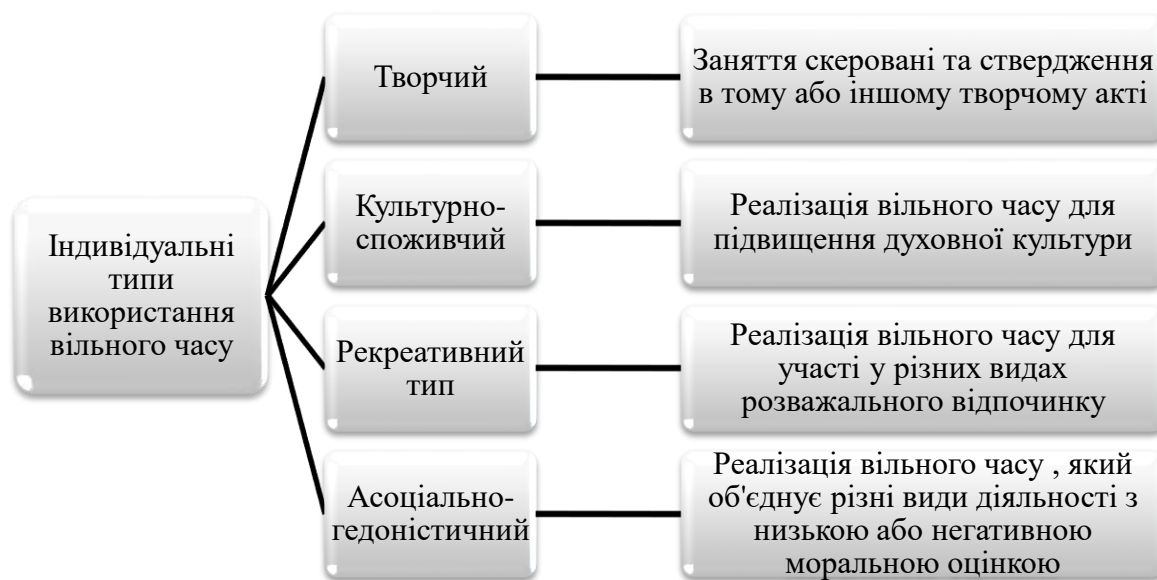 Індивідуальні
типи
використання
вільного часу
Творчий
Заняття скеровані та ствердження
в тому або іншому творчому акті
Культурно-
споживчий
Реалізація вільного часу для
підвищення духовної культури
Рекреативний
тип
Реалізація вільного часу для
участі у різних видах
розважального відпочинку
Асоціально-
гедоністичний
Реалізація вільного часу , який
об'єднує різні види діяльності з
низькою або негативною
моральною оцінкою